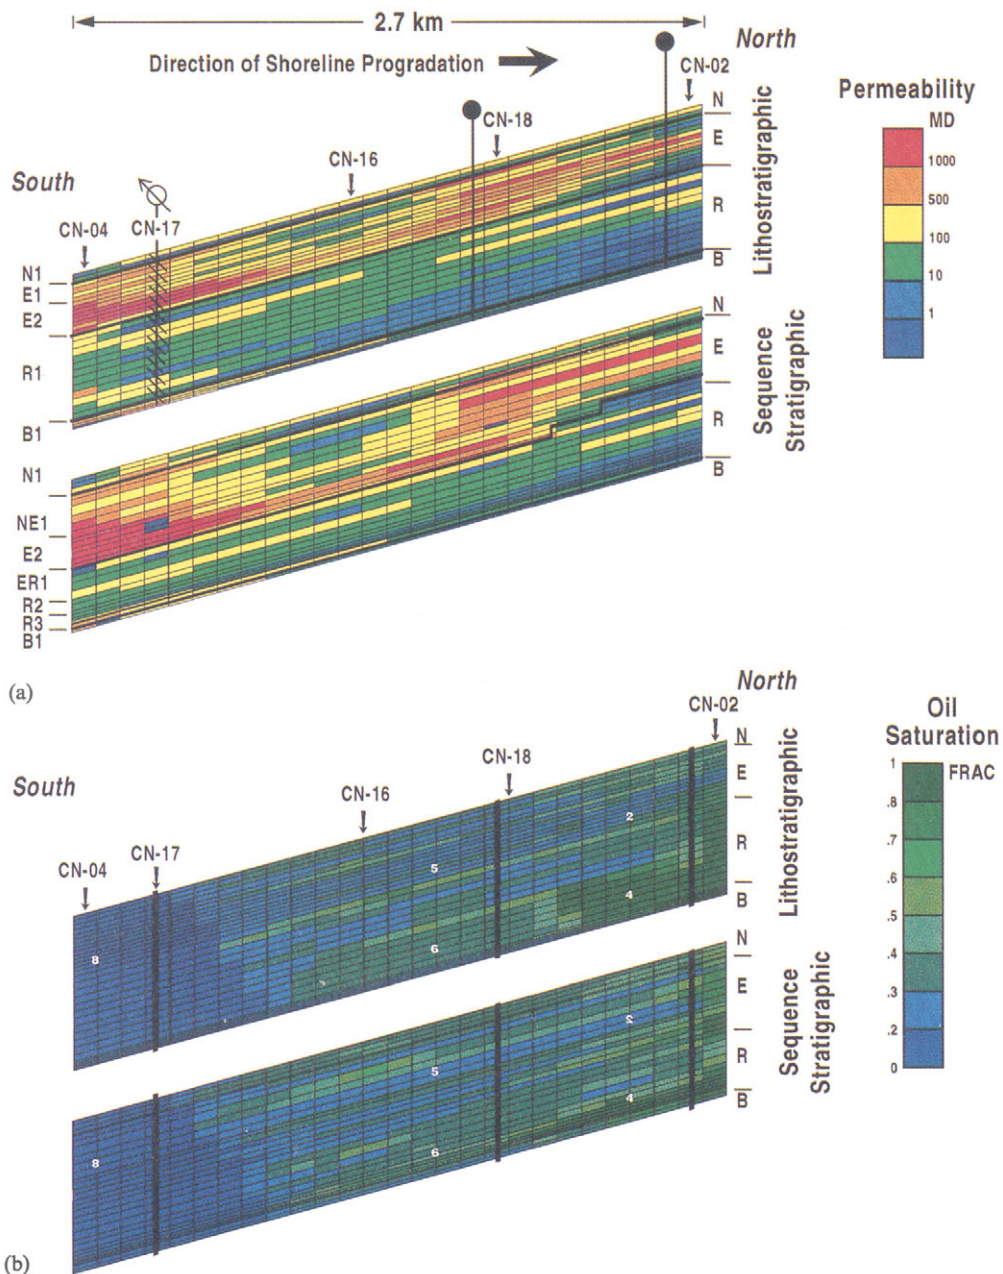 2.7 km
North
Direction of Shoreline Progradation
CN-02
CN-18
CN-16
South
CN-17
CN-04
N
E
R
B
Lithostratigraphic
N1
E1
E2
R1
B1
Permeability
MD
1000
500
100
10
1
N
E
R
B
Sequence
Stratigraphic
N1
NE1
E2
ER1
R2
R3
B1
(a)
North
CN-02
CN-18
CN-16
South
CN-17
CN-04
N
E
R
B
Lithostratigraphic
2
5
4
6
8
Oil
Saturation
FRAC
1
.8
.7
.6
.5
.4
.3
.2
0
N
E
R
B
Sequence
Stratigraphic
2
5
4
6
8
(b)